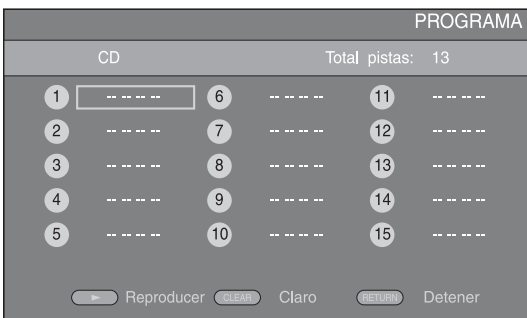 PROGRAMA
CD Total pistas: 13
1 -- -- -- -- 6 -- -- -- -- 11 -- -- -- --
2 -- -- -- -- 7 -- -- -- -- 12 -- -- -- --
3 -- -- -- -- 8 -- -- -- -- 13 -- -- -- --
4 -- -- -- -- 9 -- -- -- -- 14 -- -- -- --
5 -- -- -- -- 10 -- -- -- -- 15 -- -- -- --
Reproducer CLEAR Claro RETURN Detener